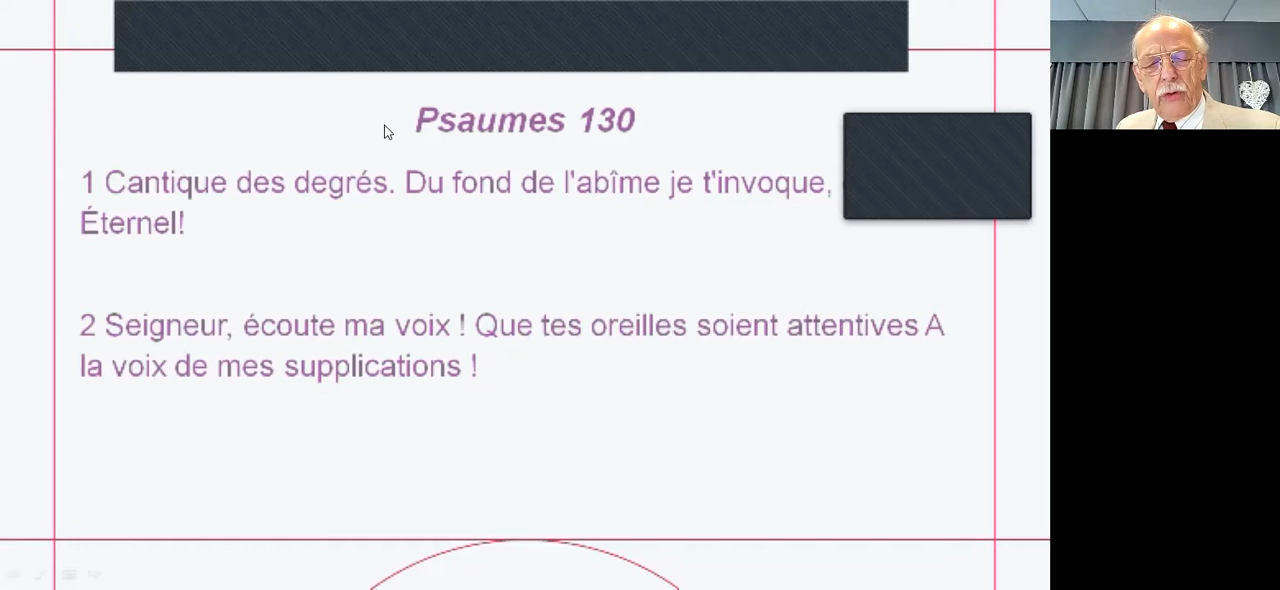 Psaumes 130
1 Cantique des degrés. Du fond de l'abîme je t'invoque,
Éternel!
2 Seigneur, écoute ma voix ! Que tes oreilles soient attentives A
la voix de mes supplications !